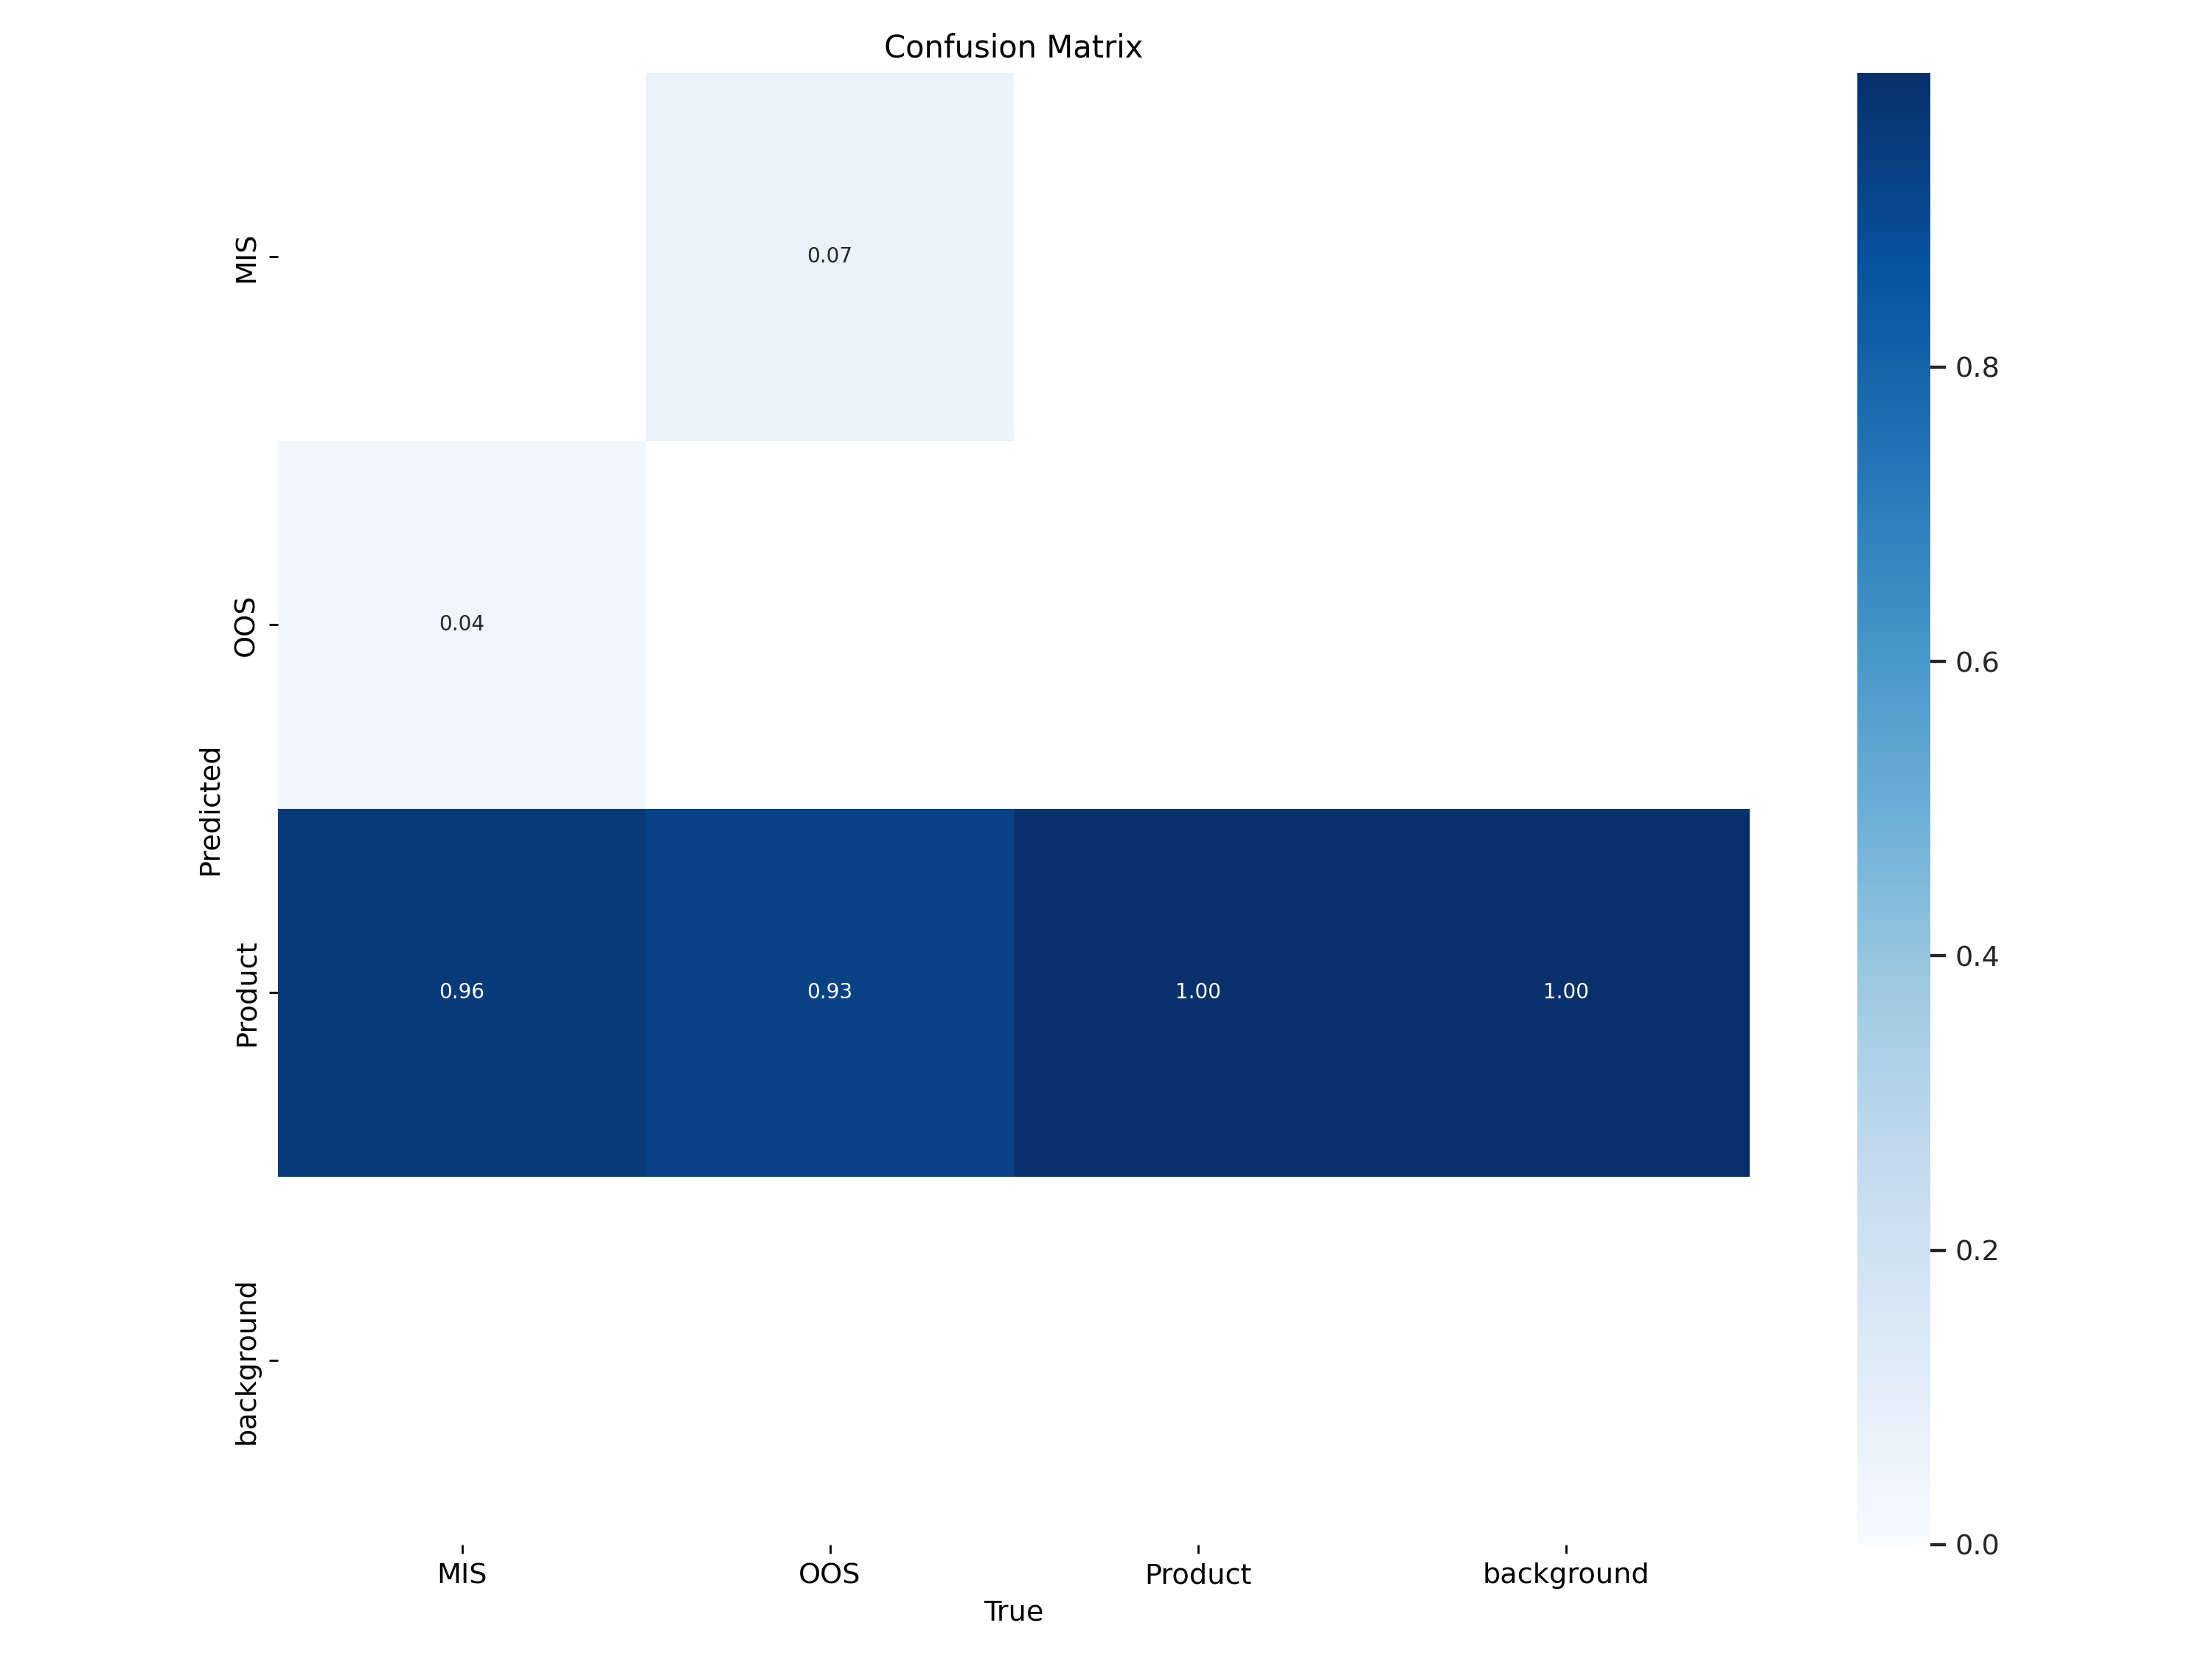 Confusion Matrix
MIS
0.07
OOS
0.04
Predicted
Product
0.96 0.93 1.00 1.00
background
MIS OOS Product background
True
0.8
0.6
0.4
0.2
0.0